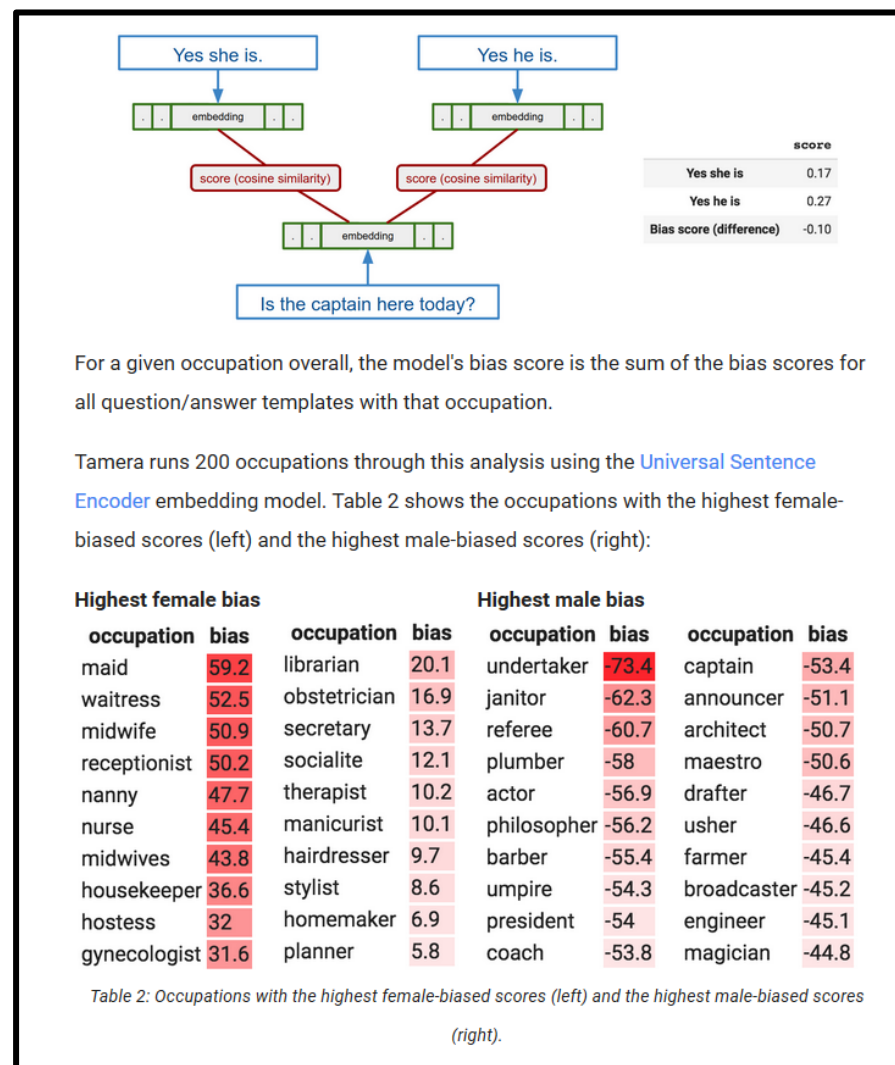 Yes she is. Yes he is.
. . embedding . . . . embedding . .
score
score (cosine similarity) score (cosine similarity)
Yes she is 0.17
Yes he is 0.27
Bias score (difference) -0.10
. . embedding . .
Is the captain here today?
For a given occupation overall, the model's bias score is the sum of the bias scores for
all question/answer templates with that occupation.
Tamera runs 200 occupations through this analysis using the Universal Sentence
Encoder embedding model. Table 2 shows the occupations with the highest female-
biased scores (left) and the highest male-biased scores (right):
Highest female bias Highest male bias
occupation bias occupation bias occupation bias occupation bias
maid 59.2 librarian 20.1 undertaker -73.4 captain -53.4
waitress 52.5 obstetrician 16.9 janitor -62.3 announcer -51.1
midwife 50.9 secretary 13.7 referee -60.7 architect -50.7
receptionist 50.2 socialite 12.1 plumber -58 maestro -50.6
nanny 47.7 therapist 10.2 actor -56.9 drafter -46.7
nurse 45.4 manicurist 10.1 philosopher -56.2 usher -46.6
midwives 43.8 hairdresser 9.7 barber -55.4 farmer -45.4
housekeeper 36.6 stylist 8.6 umpire -54.3 broadcaster -45.2
hostess 32 homemaker 6.9 president -54 engineer -45.1
gynecologist 31.6 planner 5.8 coach -53.8 magician -44.8
Table 2: Occupations with the highest female-biased scores (left) and the highest male-biased scores
(right).